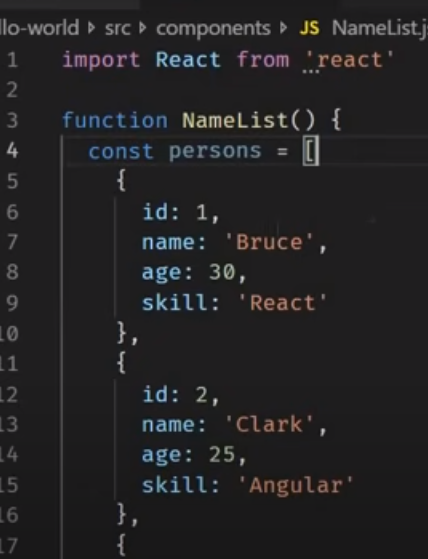 llo-world > src > components > JS NameList.js
1 import React from 'react'
2
3 function NameList() {
4 const persons = [
5 {
6 id: 1,
7 name: 'Bruce',
8 age: 30,
9 skill: 'React'
10 },
11 {
12 id: 2,
13 name: 'Clark',
14 age: 25,
15 skill: 'Angular'
16 },
17 {